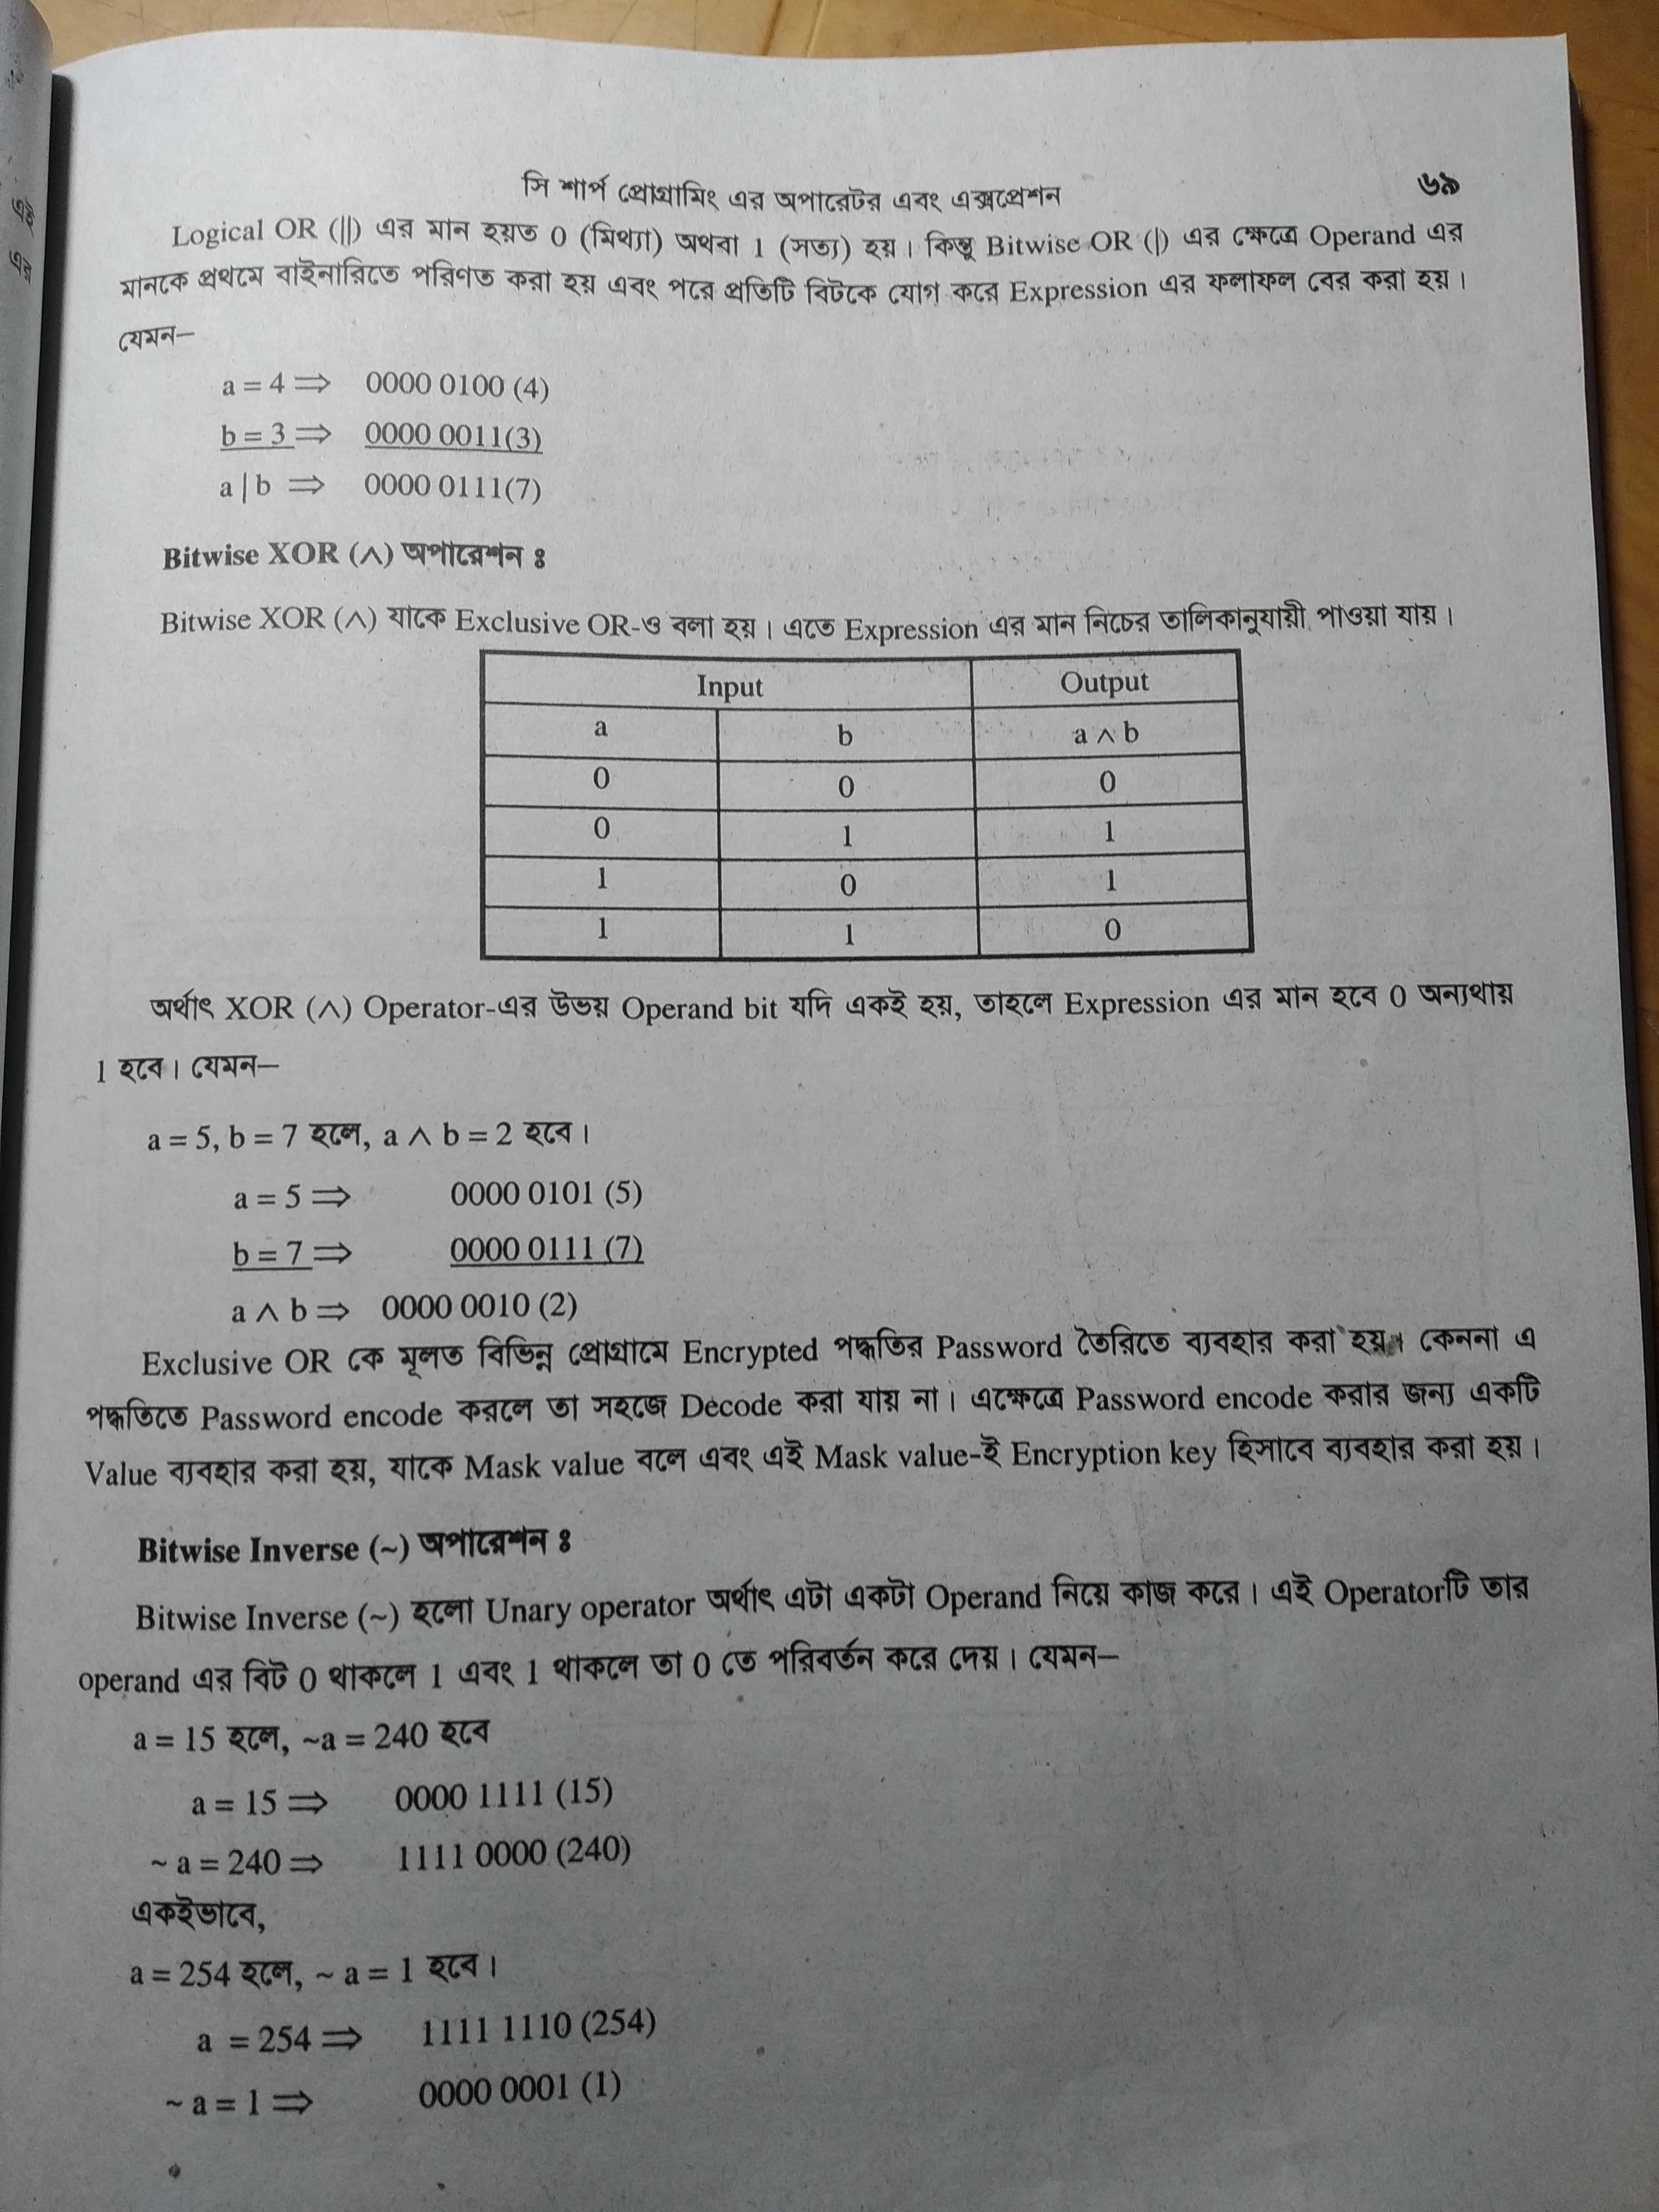 সি শার্প প্রোগ্রামিং এর অপারেটর এবং এক্সপ্রেশন ৬৯
Logical OR (||) এর মান হয়ত 0 (মিথ্যা) অথবা 1 (সত্য) হয়। কিন্তু Bitwise OR (|) এর ক্ষেত্রে Operand এর
মানকে প্রথমে বাইনারিতে পরিণত করা হয় এবং পরে প্রতিটি বিটকে যোগ করে Expression এর ফলাফল বের করা হয়।
যেমন–
a = 4 ⇒ 0000 0100 (4)
b = 3 ⇒ 0000 0011(3)
a | b ⇒ 0000 0111(7)
Bitwise XOR (∧) অপারেশন ঃ
Bitwise XOR (∧) যাকে Exclusive OR-ও বলা হয়। এতে Expression এর মান নিচের তালিকানুযায়ী পাওয়া যায়।
Input Output
a b a ∧ b
0 0 0
0 1 1
1 0 1
1 1 0
অর্থাৎ XOR (∧) Operator-এর উভয় Operand bit যদি একই হয়, তাহলে Expression এর মান হবে 0 অন্যথায়
1 হবে। যেমন–
a = 5, b = 7 হলে, a ∧ b = 2 হবে।
a = 5 ⇒ 0000 0101 (5)
b = 7 ⇒ 0000 0111 (7)
a ∧ b ⇒ 0000 0010 (2)
Exclusive OR কে মূলত বিভিন্ন প্রোগ্রামে Encrypted পদ্ধতির Password তৈরিতে ব্যবহার করা হয়। কেননা এ
পদ্ধতিতে Password encode করলে তা সহজে Decode করা যায় না। এক্ষেত্রে Password encode করার জন্য একটি
Value ব্যবহার করা হয়, যাকে Mask value বলে এবং এই Mask value-ই Encryption key হিসাবে ব্যবহার করা হয়।
Bitwise Inverse (~) অপারেশন ঃ
Bitwise Inverse (~) হলো Unary operator অর্থাৎ এটা একটা Operand নিয়ে কাজ করে। এই Operatorটি তার
operand এর বিট 0 থাকলে 1 এবং 1 থাকলে তা 0 তে পরিবর্তন করে দেয়। যেমন–
a = 15 হলে, ~a = 240 হবে
a = 15 ⇒ 0000 1111 (15)
~ a = 240 ⇒ 1111 0000 (240)
একইভাবে,
a = 254 হলে, ~ a = 1 হবে।
a = 254 ⇒ 1111 1110 (254)
~ a = 1 ⇒ 0000 0001 (1)